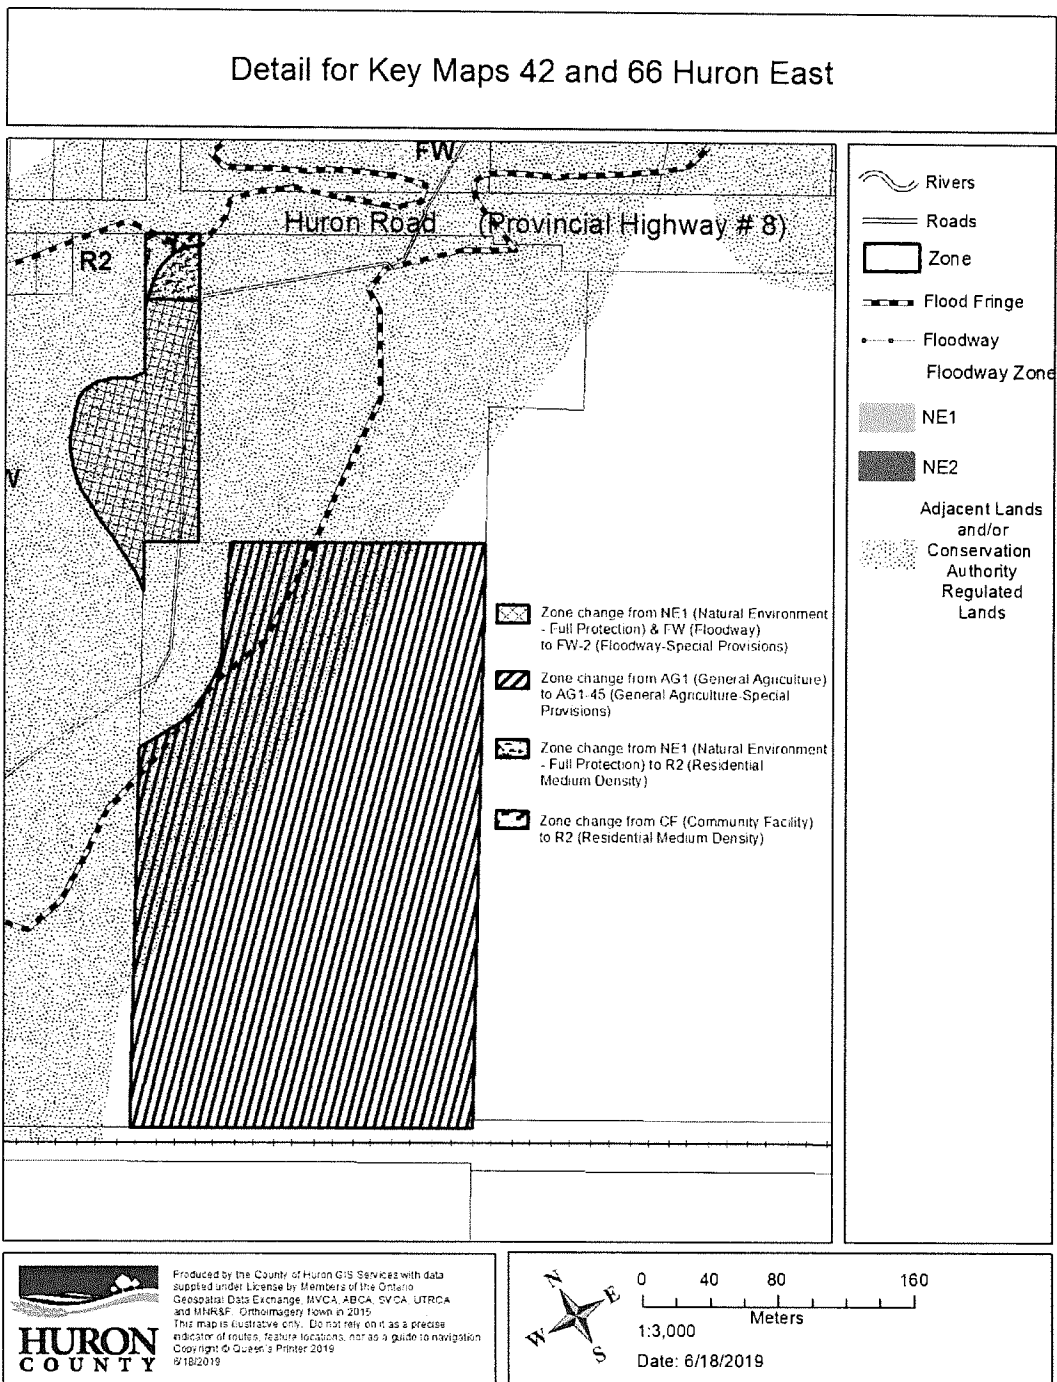 Detail for Key Maps 42 and 66 Huron East
FW
Huron Road (Provincial Highway # 8)
R2
Rivers
Roads
Zone
Flood Fringe
Floodway
Floodway Zone
NE1
NE2
Adjacent Lands
and/or
Conservation
Authority
Regulated
Lands
Zone change from NE1 (Natural Environment
- Full Protection) & FW (Floodway)
to FW-2 (Floodway-Special Provisions)
Zone change from AG1 (General Agriculture)
to AG1-45 (General Agriculture-Special
Provisions)
Zone change from NE1 (Natural Environment
- Full Protection) to R2 (Residential
Medium Density)
Zone change from CF (Community Facility)
to R2 (Residential Medium Density)
HURON
COUNTY
Produced by the County of Huron GIS Services with data
supplied under License by Members of the Ontario
Geospatial Data Exchange, MVCA, ABCA, SVCA, UTRCA
and MNR&F. Orthoimagery flown in 2015
This map is illustrative only. Do not rely on it as a precise
indicator of routes, feature locations, nor as a guide to navigation
Copyright © Queen's Printer 2019
6/18/2019
N
E
W
S
0 40 80 160
Meters
1:3,000
Date: 6/18/2019